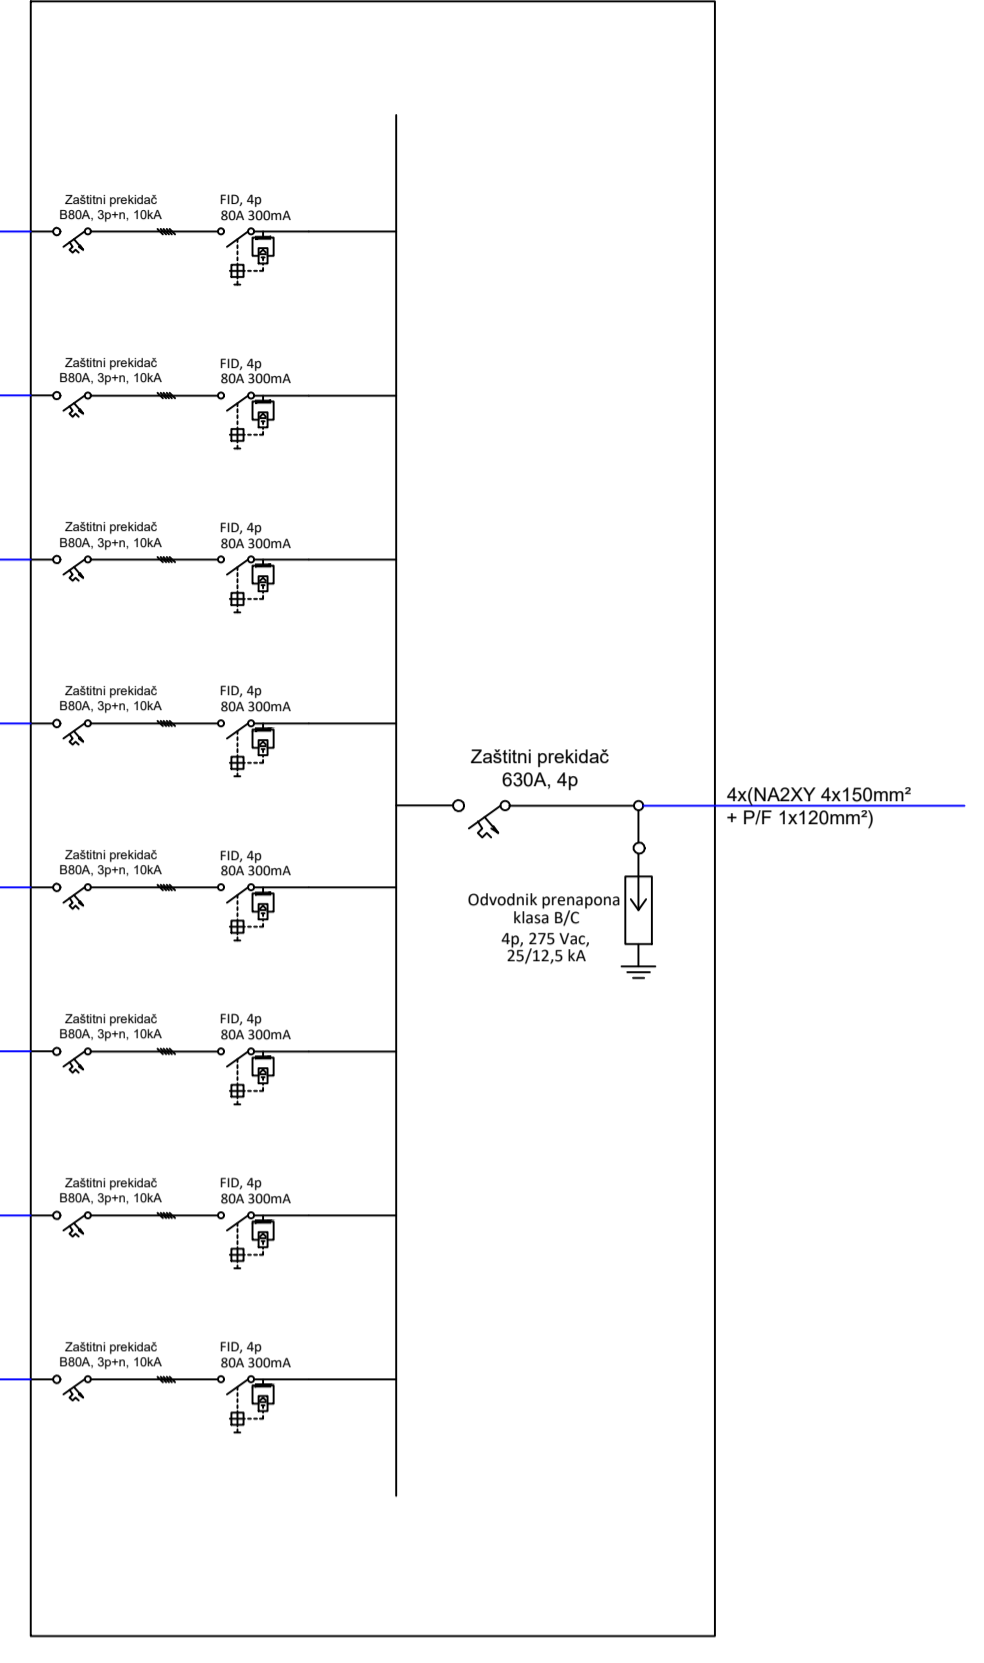 Zaštitni prekidač
B80A, 3p+n, 10kA
FID, 4p
80A 300mA
Zaštitni prekidač
B80A, 3p+n, 10kA
FID, 4p
80A 300mA
Zaštitni prekidač
B80A, 3p+n, 10kA
FID, 4p
80A 300mA
Zaštitni prekidač
B80A, 3p+n, 10kA
FID, 4p
80A 300mA
Zaštitni prekidač
630A, 4p
4x(NA2XY 4x150mm²
+ P/F 1x120mm²)
Zaštitni prekidač
B80A, 3p+n, 10kA
FID, 4p
80A 300mA
Odvodnik prenapona
klasa B/C
4p, 275 Vac,
25/12,5 kA
Zaštitni prekidač
B80A, 3p+n, 10kA
FID, 4p
80A 300mA
Zaštitni prekidač
B80A, 3p+n, 10kA
FID, 4p
80A 300mA
Zaštitni prekidač
B80A, 3p+n, 10kA
FID, 4p
80A 300mA